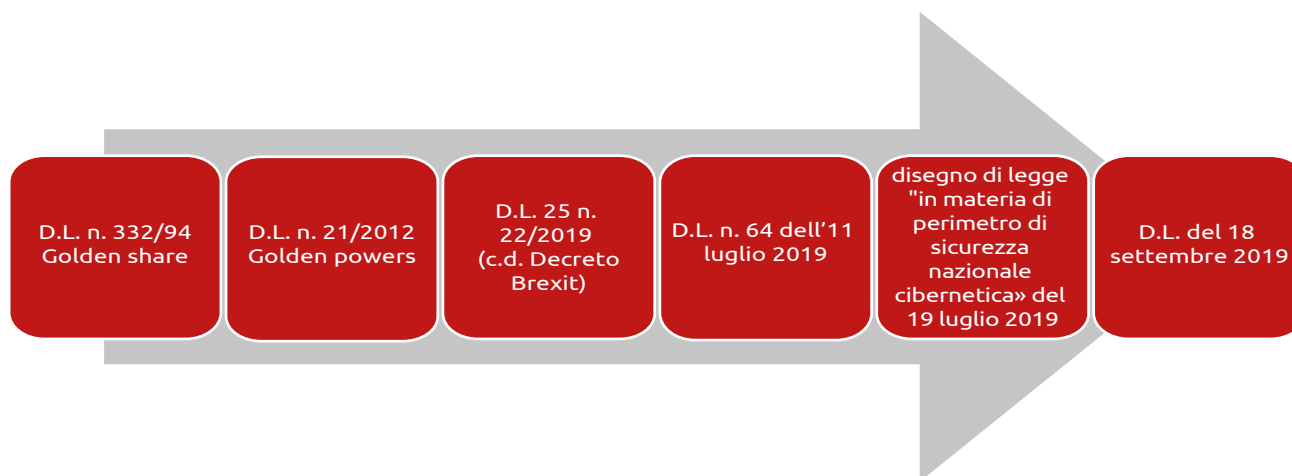 D.L. n. 332/94
Golden share
D.L. n. 21/2012
Golden powers
D.L. 25 n.
22/2019
(c.d. Decreto
Brexit)
D.L. n. 64 dell’11
luglio 2019
disegno di legge
"in materia di
perimetro di
sicurezza
nazionale
cibernetica» del
19 luglio 2019
D.L. del 18
settembre 2019